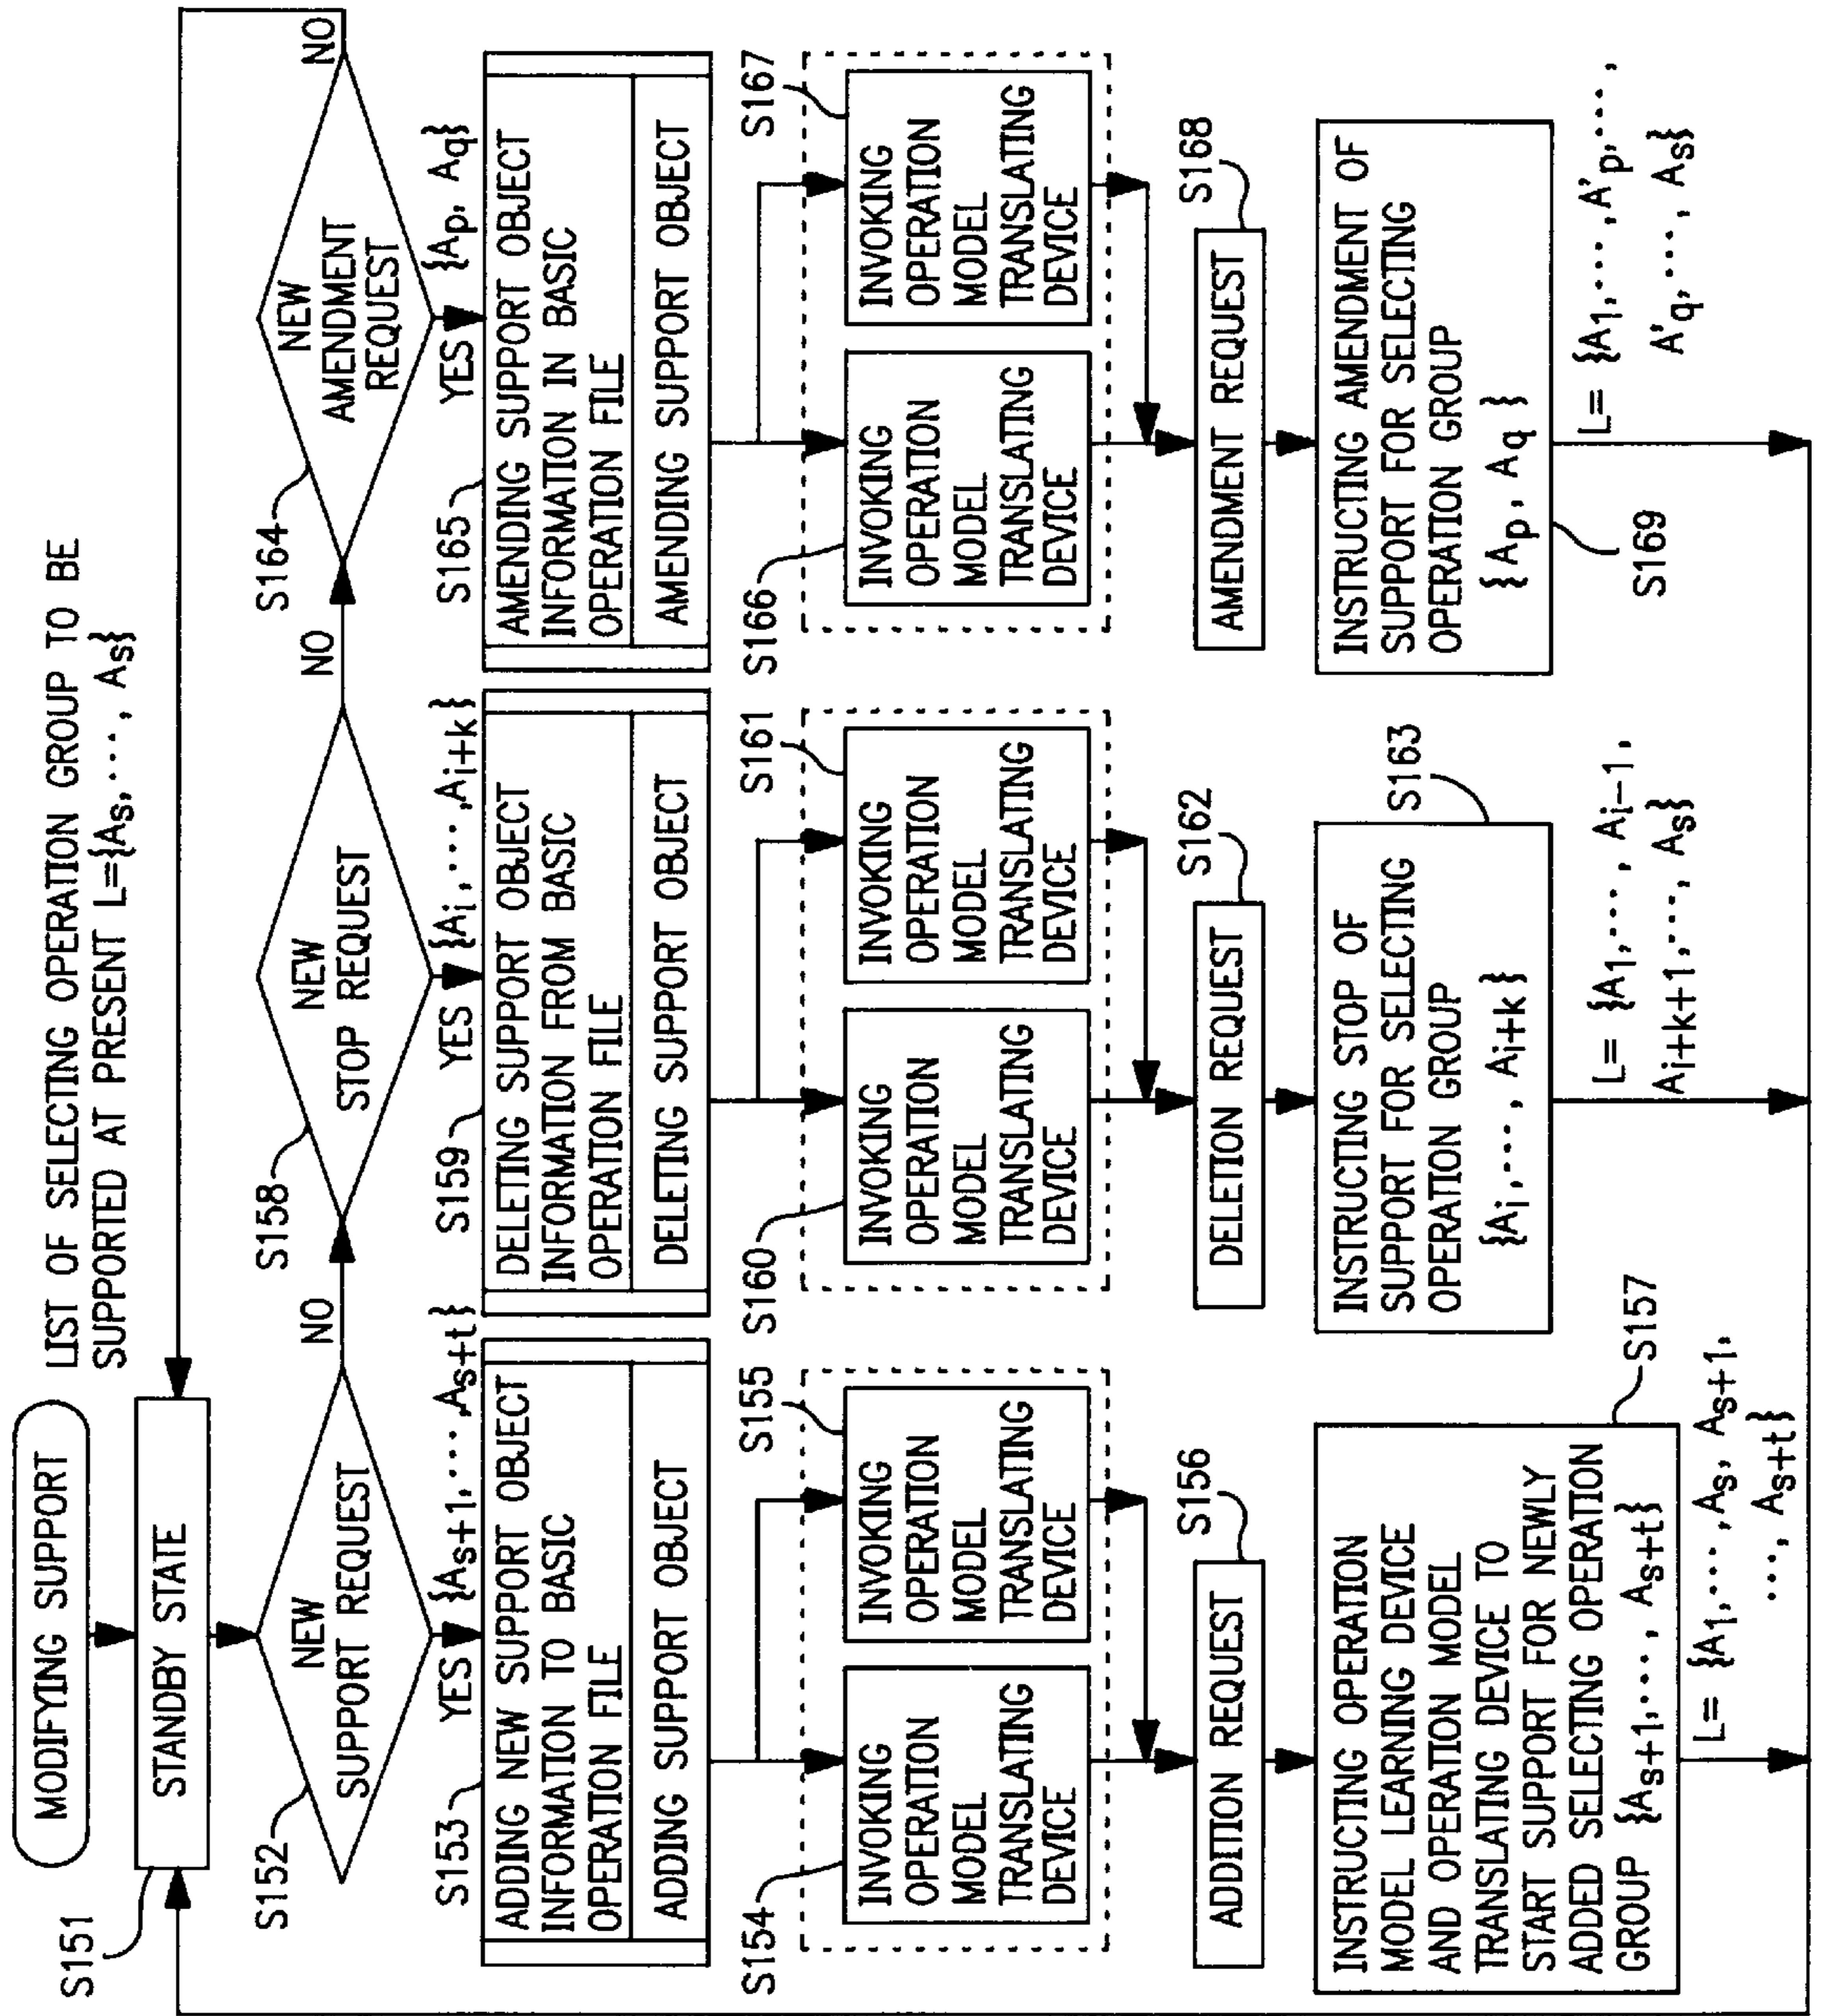 MODIFYING SUPPORT
LIST OF SELECTING OPERATION GROUP TO BE
SUPPORTED AT PRESENT L={As,···, As}
S151
STANDBY STATE
S152
NEW
SUPPORT REQUEST
NO
YES {As+1,···,As+t}
S153
ADDING NEW SUPPORT OBJECT
INFORMATION TO BASIC
OPERATION FILE
ADDING SUPPORT OBJECT
S154
INVOKING
OPERATION
MODEL
TRANSLATING
DEVICE
S155
INVOKING
OPERATION
MODEL
TRANSLATING
DEVICE
S156
ADDITION REQUEST
INSTRUCTING OPERATION
MODEL LEARNING DEVICE
AND OPERATION MODEL
TRANSLATING DEVICE TO
START SUPPORT FOR NEWLY
ADDED SELECTING OPERATION
GROUP {As+1,···, As+t}
S157
L= {A1,···,As, As+1,
···, As+t}
S158
NEW
STOP REQUEST
NO
YES {Ai,···,Ai+k}
S159
DELETING SUPPORT OBJECT
INFORMATION FROM BASIC
OPERATION FILE
DELETING SUPPORT OBJECT
S160
INVOKING
OPERATION
MODEL
TRANSLATING
DEVICE
S161
INVOKING
OPERATION
MODEL
TRANSLATING
DEVICE
S162
DELETION REQUEST
INSTRUCTING STOP OF
SUPPORT FOR SELECTING
OPERATION GROUP
{Ai,···, Ai+k}
S163
L= {A1,···, Ai-1,
Ai+k+1,···, As}
S164
NEW
AMENDMENT
REQUEST
NO
YES {Ap, Aq}
S165
AMENDING SUPPORT OBJECT
INFORMATION IN BASIC
OPERATION FILE
AMENDING SUPPORT OBJECT
S166
INVOKING
OPERATION
MODEL
TRANSLATING
DEVICE
S167
INVOKING
OPERATION
MODEL
TRANSLATING
DEVICE
S168
AMENDMENT REQUEST
INSTRUCTING AMENDMENT OF
SUPPORT FOR SELECTING
OPERATION GROUP
{ Ap, Aq }
S169
L= {A1,···,A'p,···,
A'q,···, As}